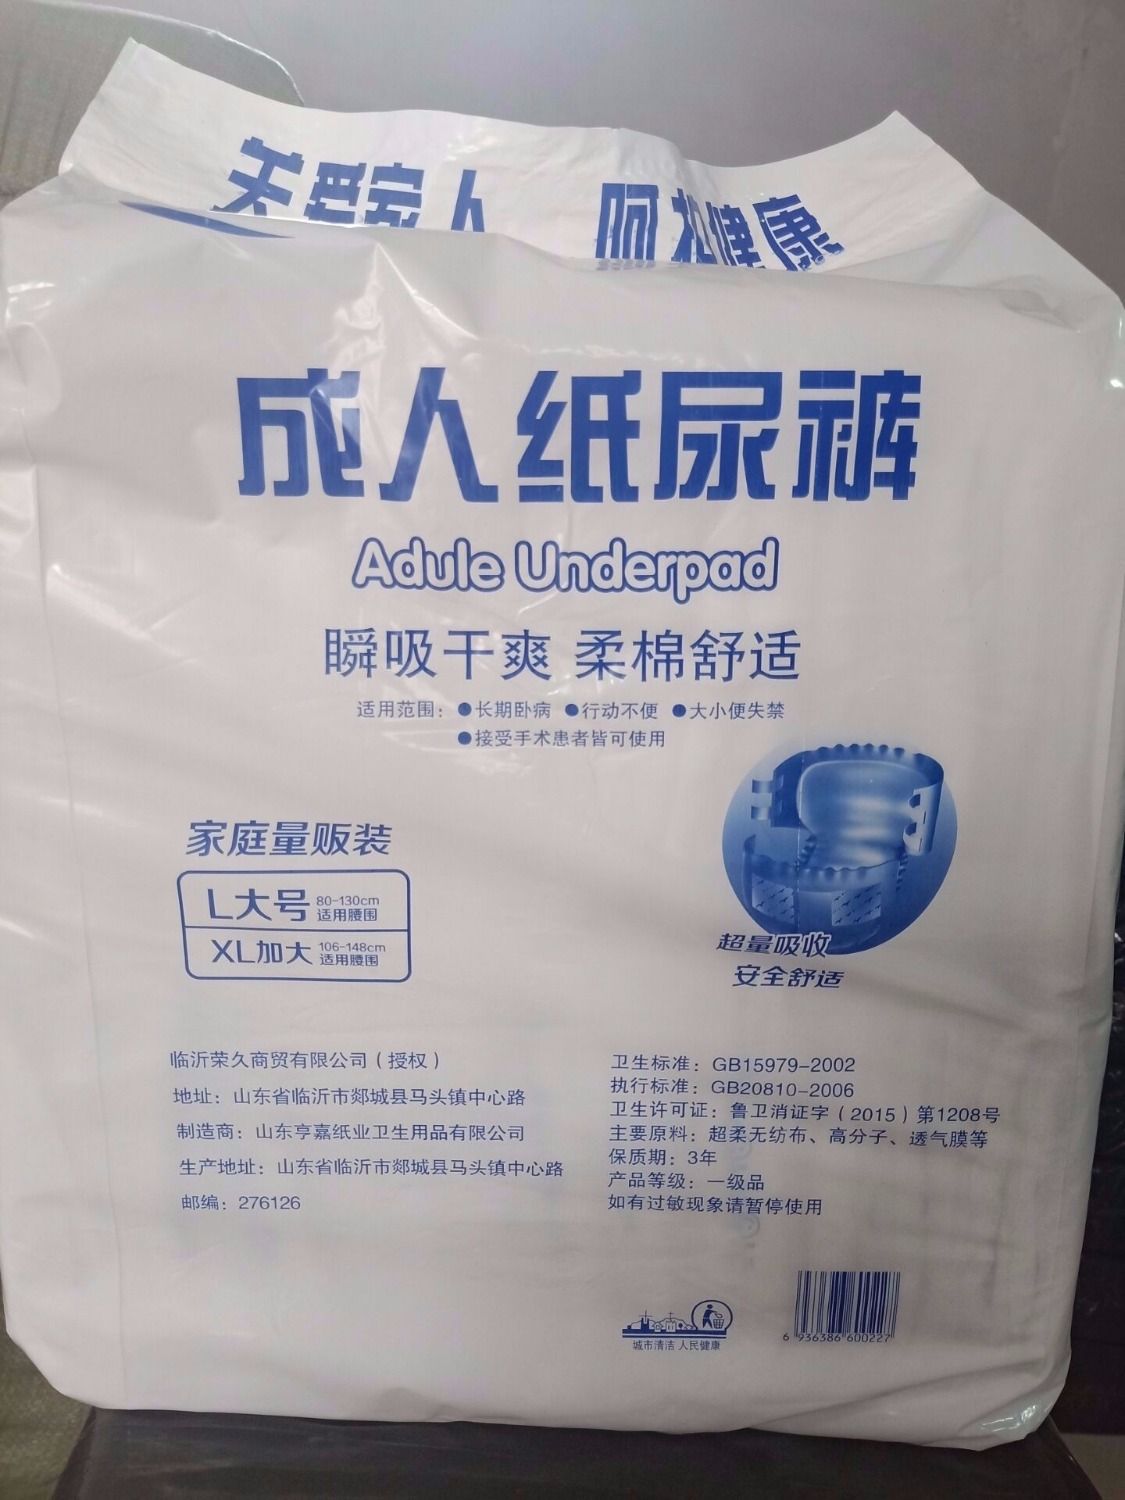 关爱家人 呵护健康
成人纸尿裤
Adule Underpad
瞬吸干爽 柔棉舒适
适用范围：●长期卧病 ●行动不便 ●大小便失禁
●接受手术患者皆可使用
家庭量贩装
L大号 80-130cm 适用腰围
XL加大 106-148cm 适用腰围
超量吸收
安全舒适
临沂荣久商贸有限公司（授权）
地址：山东省临沂市郯城县马头镇中心路
制造商：山东亨嘉纸业卫生用品有限公司
生产地址：山东省临沂市郯城县马头镇中心路
邮编：276126
卫生标准：GB15979-2002
执行标准：GB20810-2006
卫生许可证：鲁卫消证字（2015）第1208号
主要原料：超柔无纺布、高分子、透气膜等
保质期：3年
产品等级：一级品
如有过敏现象请暂停使用
城市清洁 人民健康
6 936386 600227